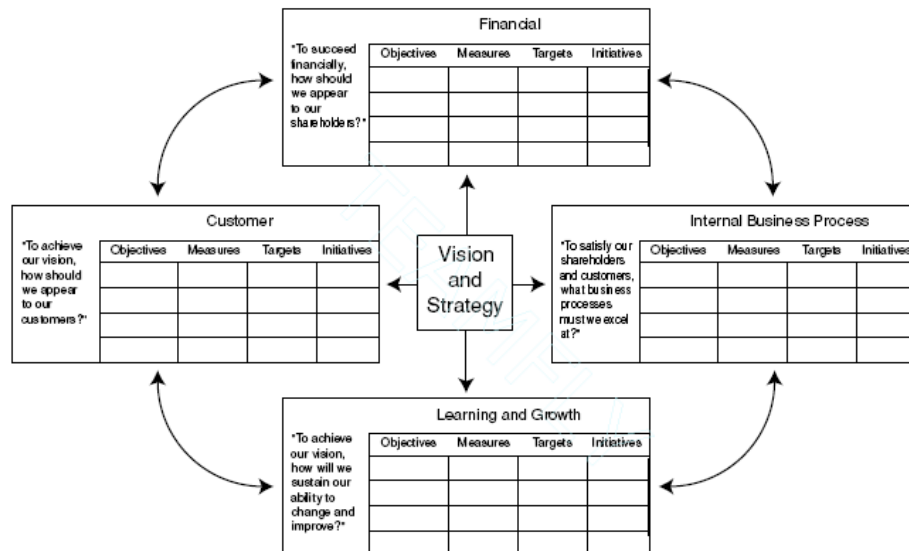 Financial
"To succeed
financially,
how should
we appear
to our
shareholders?"
Objectives Measures Targets Initiatives
Customer
"To achieve
our vision,
how should
we appear
to our
customers?"
Objectives Measures Targets Initiatives
Vision
and
Strategy
Internal Business Process
"To satisfy our
shareholders
and customers,
what business
processes
must we excel
at?"
Objectives Measures Targets Initiatives
Learning and Growth
"To achieve
our vision,
how will we
sustain our
ability to
change and
improve?"
Objectives Measures Targets Initiatives